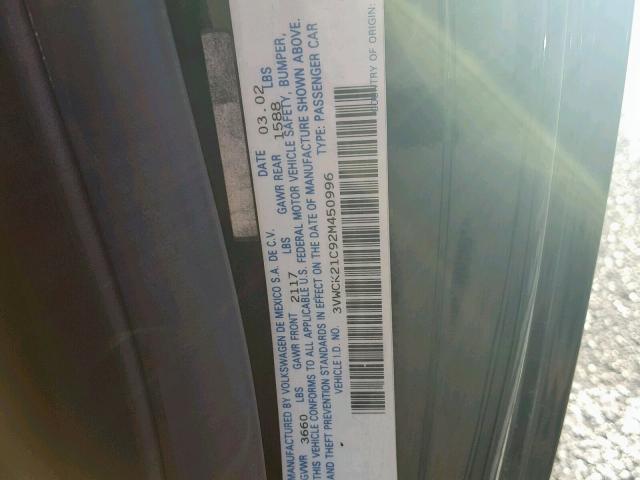 MANUFACTURED BY VOLKSWAGEN DE MEXICO S.A. DE C.V. DATE 03.02
GVWR 3660 LBS GAWR FRONT 2117 LBS GAWR REAR 1588 LBS
THIS VEHICLE CONFORMS TO ALL APPLICABLE U.S. FEDERAL MOTOR VEHICLE SAFETY, BUMPER,
AND THEFT PREVENTION STANDARDS IN EFFECT ON THE DATE OF MANUFACTURE SHOWN ABOVE.
VEHICLE I.D. NO. 3VWCK21C92M450996 TYPE: PASSENGER CAR
COUNTRY OF ORIGIN: